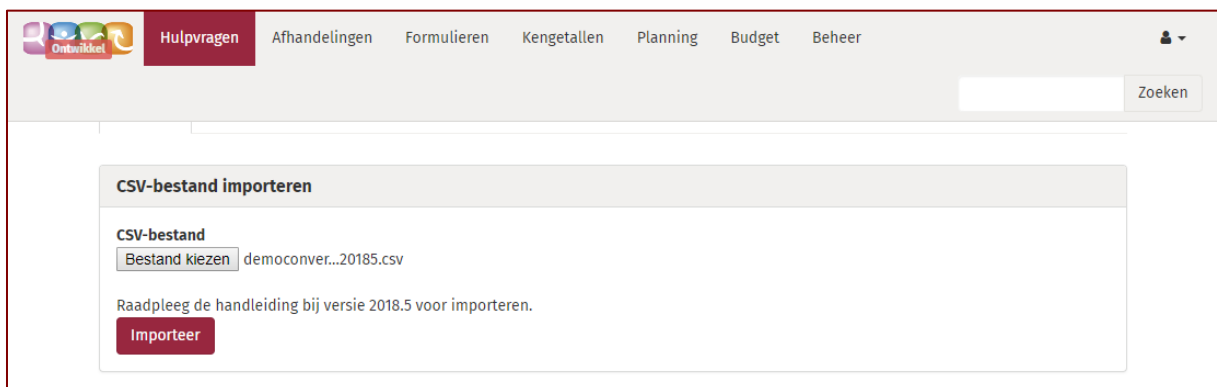 Ontwikkel
Hulpvragen Afhandelingen Formulieren Kengetallen Planning Budget Beheer
Zoeken
CSV-bestand importeren
CSV-bestand
Bestand kiezen democonver...20185.csv
Raadpleeg de handleiding bij versie 2018.5 voor importeren.
Importeer